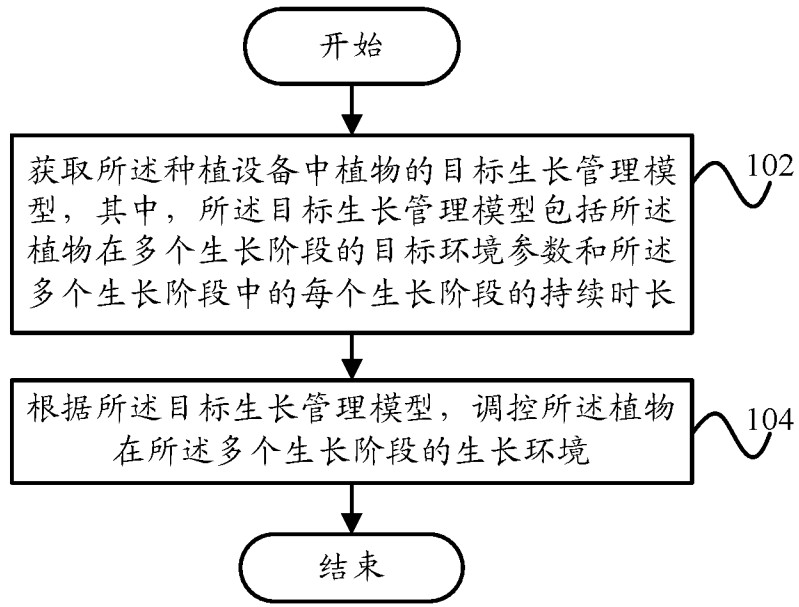 开始
获取所述种植设备中植物的目标生长管理模
型，其中，所述目标生长管理模型包括所述
植物在多个生长阶段的目标环境参数和所述
多个生长阶段中的每个生长阶段的持续时长
102
根据所述目标生长管理模型，调控所述植物
在所述多个生长阶段的生长环境
104
结束